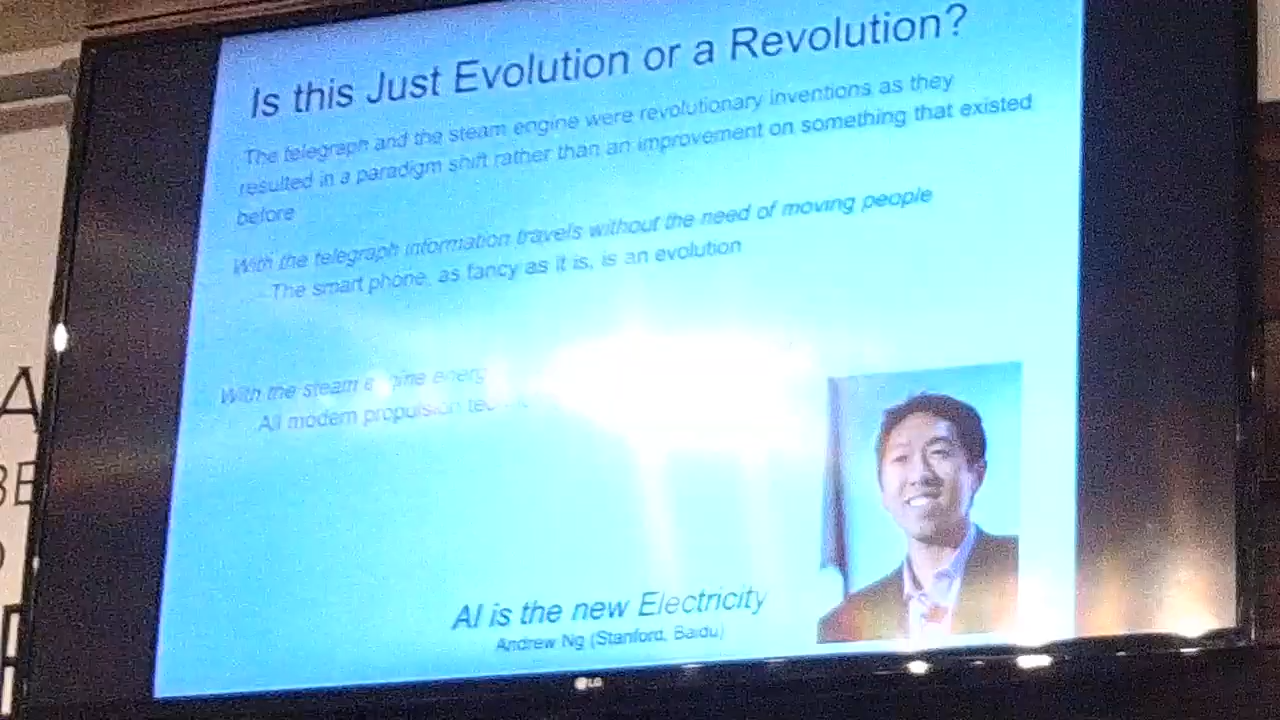 Is this Just Evolution or a Revolution?
The telegraph and the steam engine were revolutionary inventions as they
resulted in a paradigm shift rather than an improvement on something that existed
before
With the telegraph information travels without the need of moving people
The smart phone, as fancy as it is, is an evolution
With the steam engine
All modern propulsion
AI is the new Electricity
Andrew Ng (Stanford, Baidu)
LG